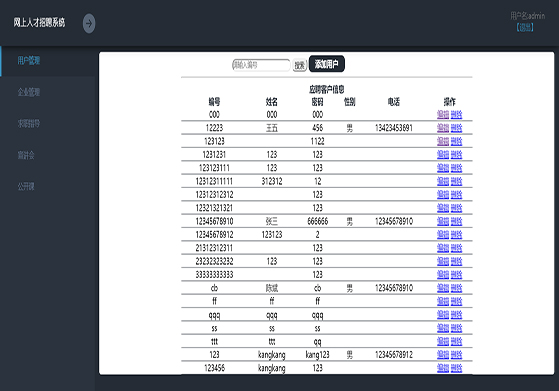 网上人才招聘系统
用户名:admin
【退出】
用户管理
企业管理
求职指导
宣讲会
公开课
请输入编号 搜索 添加用户
应聘客户信息
编号 姓名 密码 性别 电话 操作
000 000 000 编辑 删除
12223 王五 456 男 13423453691 编辑 删除
123123 1122 编辑 删除
1231231 123 123 编辑 删除
123123111 123 123 编辑 删除
12312311111 312312 12 编辑 删除
12312312312 123 编辑 删除
12321321321 123 编辑 删除
12345678910 张三 666666 男 12345678910 编辑 删除
12345678912 123123 2 编辑 删除
21312312311 123 编辑 删除
23232323232 123 123 编辑 删除
33333333333 123 编辑 删除
cb 陈斌 cb 男 12345678910 编辑 删除
ff ff ff 编辑 删除
qqq qqq qqq 编辑 删除
ss ss ss 编辑 删除
ttt ttt qq 编辑 删除
123 kangkang kang123 男 12345678912 编辑 删除
123456 kangkang 123 编辑 删除